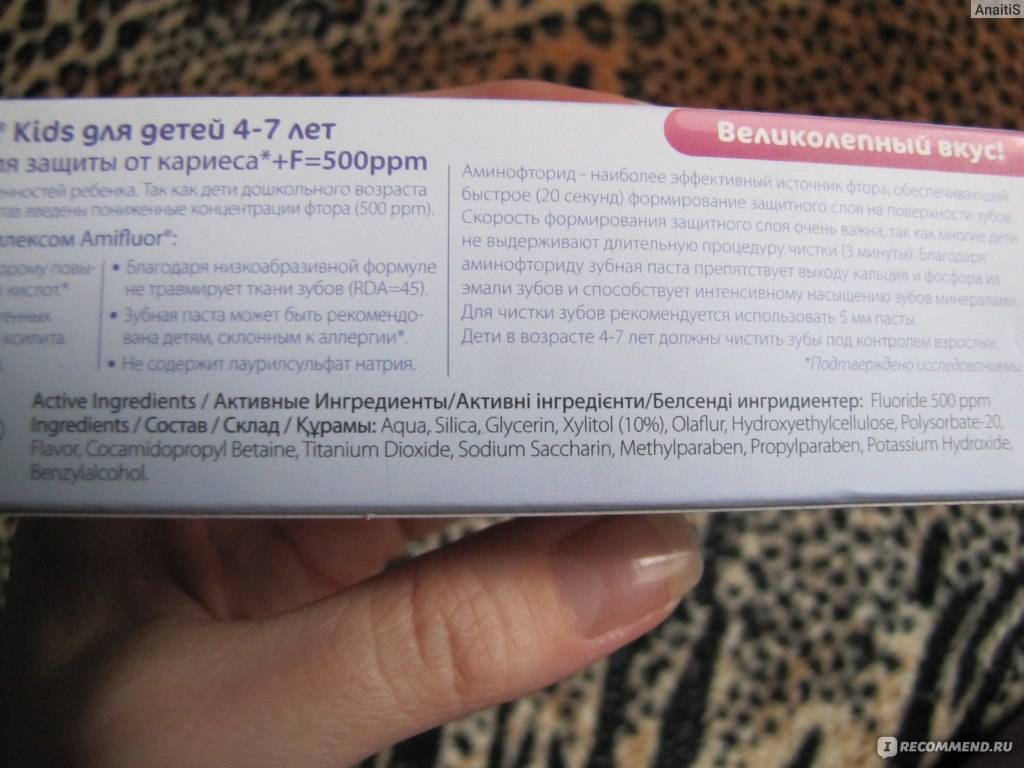 AnaitiS
Kids для детей 4-7 лет
Великолепный вкус!
ля защиты от кариеса*+F=500ppm
нностей ребенка. Так как дети дошкольного возраста
тав введены пониженные концентрации фтора (500 ppm).
плексом Amifluor®:
орому повы-
кислот.*
тенных
ксилита.
• Благодаря низкоабразивной формуле
не травмирует ткани зубов (RDA=45).
• Зубная паста может быть рекомендо-
вана детям, склонным к аллергии*.
• Не содержит лаурилсульфат натрия.
Аминофторид - наиболее эффективный источник фтора, обеспечивающий
быстрое (20 секунд) формирование защитного слоя на поверхности зубов.
Скорость формирования защитного слоя очень важна, так как многие дети
не выдерживают длительную процедуру чистки (3 минуты). Благодаря
аминофториду зубная паста препятствует выходу кальция и фосфора из
эмали зубов и способствует интенсивному насыщению зубов минералами.
Для чистки зубов рекомендуется использовать 5 мм пасты.
Дети в возрасте 4-7 лет должны чистить зубы под контролем взрослых.
*Подтверждено исследованиями.
Active Ingredients / Активные Ингредиенты/Активні інгредієнти/Белсенді ингридиентер: Fluoride 500 ppm
Ingredients / Состав / Склад / Құрамы: Aqua, Silica, Glycerin, Xylitol (10%), Olaflur, Hydroxyethylcellulose, Polysorbate-20,
Flavor, Cocamidopropyl Betaine, Titanium Dioxide, Sodium Saccharin, Methylparaben, Propylparaben, Potassium Hydroxide,
Benzylalcohol.
IRECOMMEND.RU